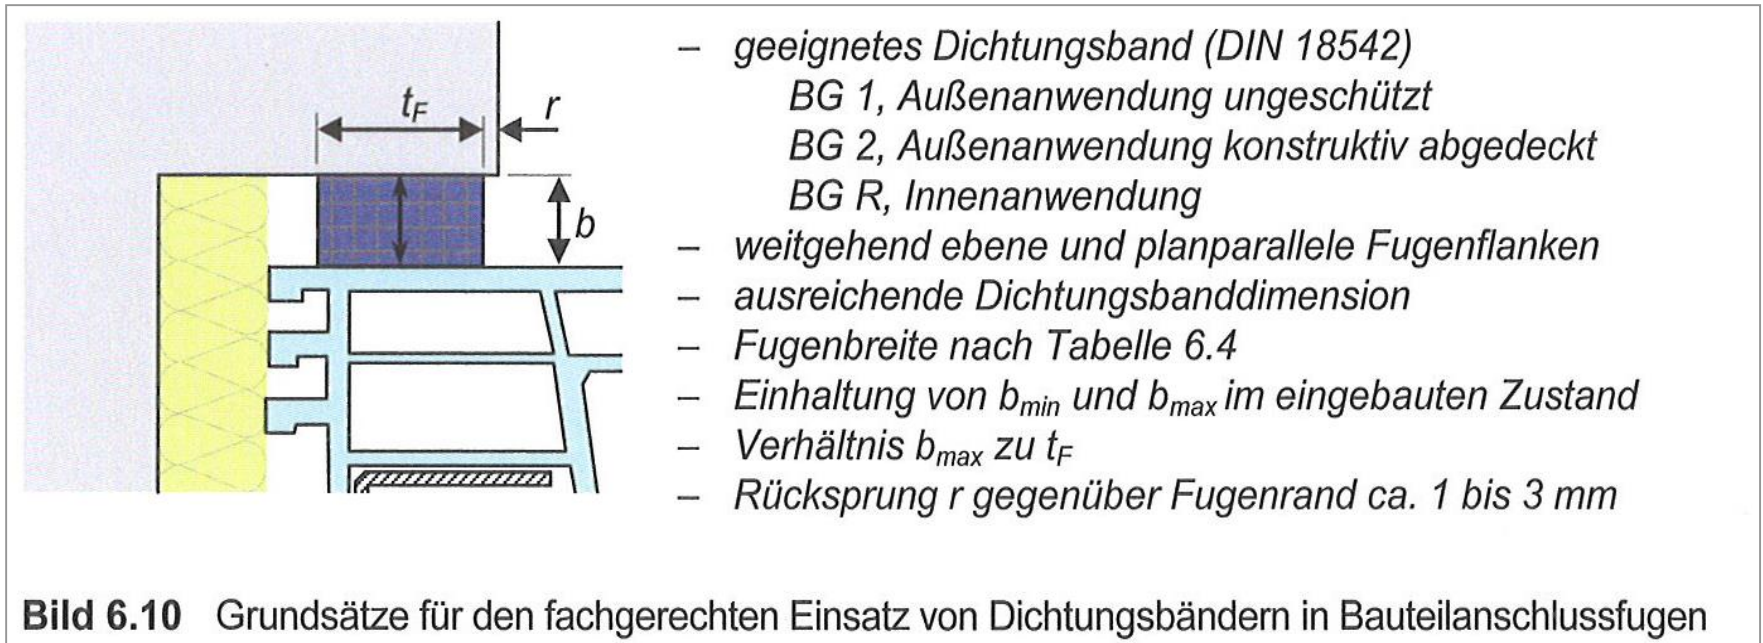 t_F
r
b
– geeignetes Dichtungsband (DIN 18542)
BG 1, Außenanwendung ungeschützt
BG 2, Außenanwendung konstruktiv abgedeckt
BG R, Innenanwendung
– weitgehend ebene und planparallele Fugenflanken
– ausreichende Dichtungsbanddimension
– Fugenbreite nach Tabelle 6.4
– Einhaltung von b_min und b_max im eingebauten Zustand
– Verhältnis b_max zu t_F
– Rücksprung r gegenüber Fugenrand ca. 1 bis 3 mm
Bild 6.10 Grundsätze für den fachgerechten Einsatz von Dichtungsbändern in Bauteilanschlussfugen